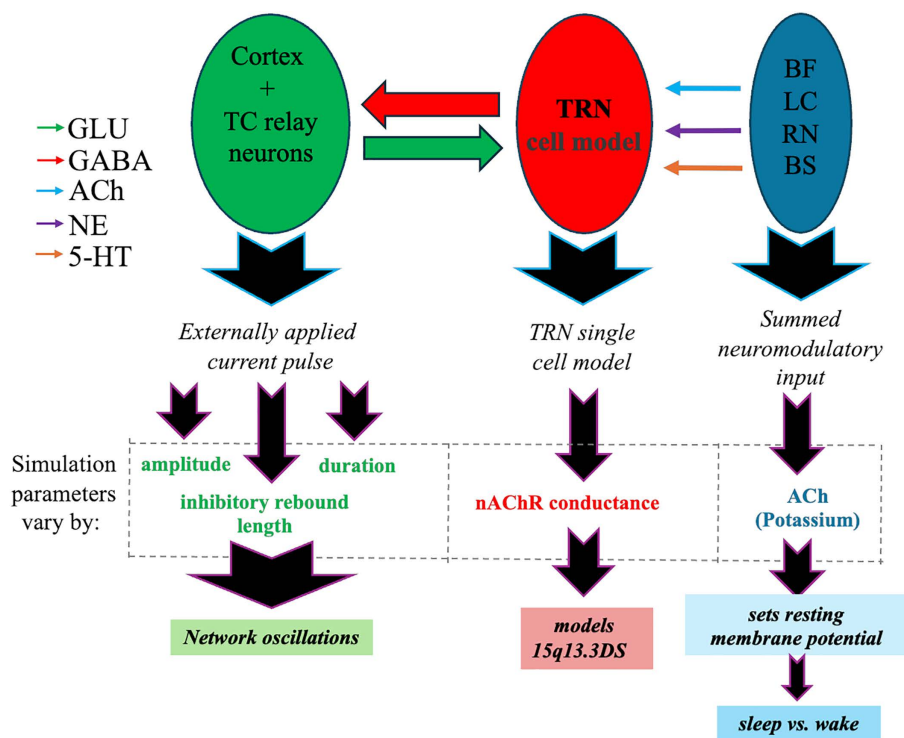 Cortex
+
TC relay
neurons
TRN
cell model
BF
LC
RN
BS
GLU
GABA
ACh
NE
5-HT
Externally applied
current pulse
TRN single
cell model
Summed
neuromodulatory
input
Simulation
parameters
vary by:
amplitude
duration
inhibitory rebound
length
nAChR conductance
ACh
(Potassium)
Network oscillations
models
15q13.3DS
sets resting
membrane potential
sleep vs. wake